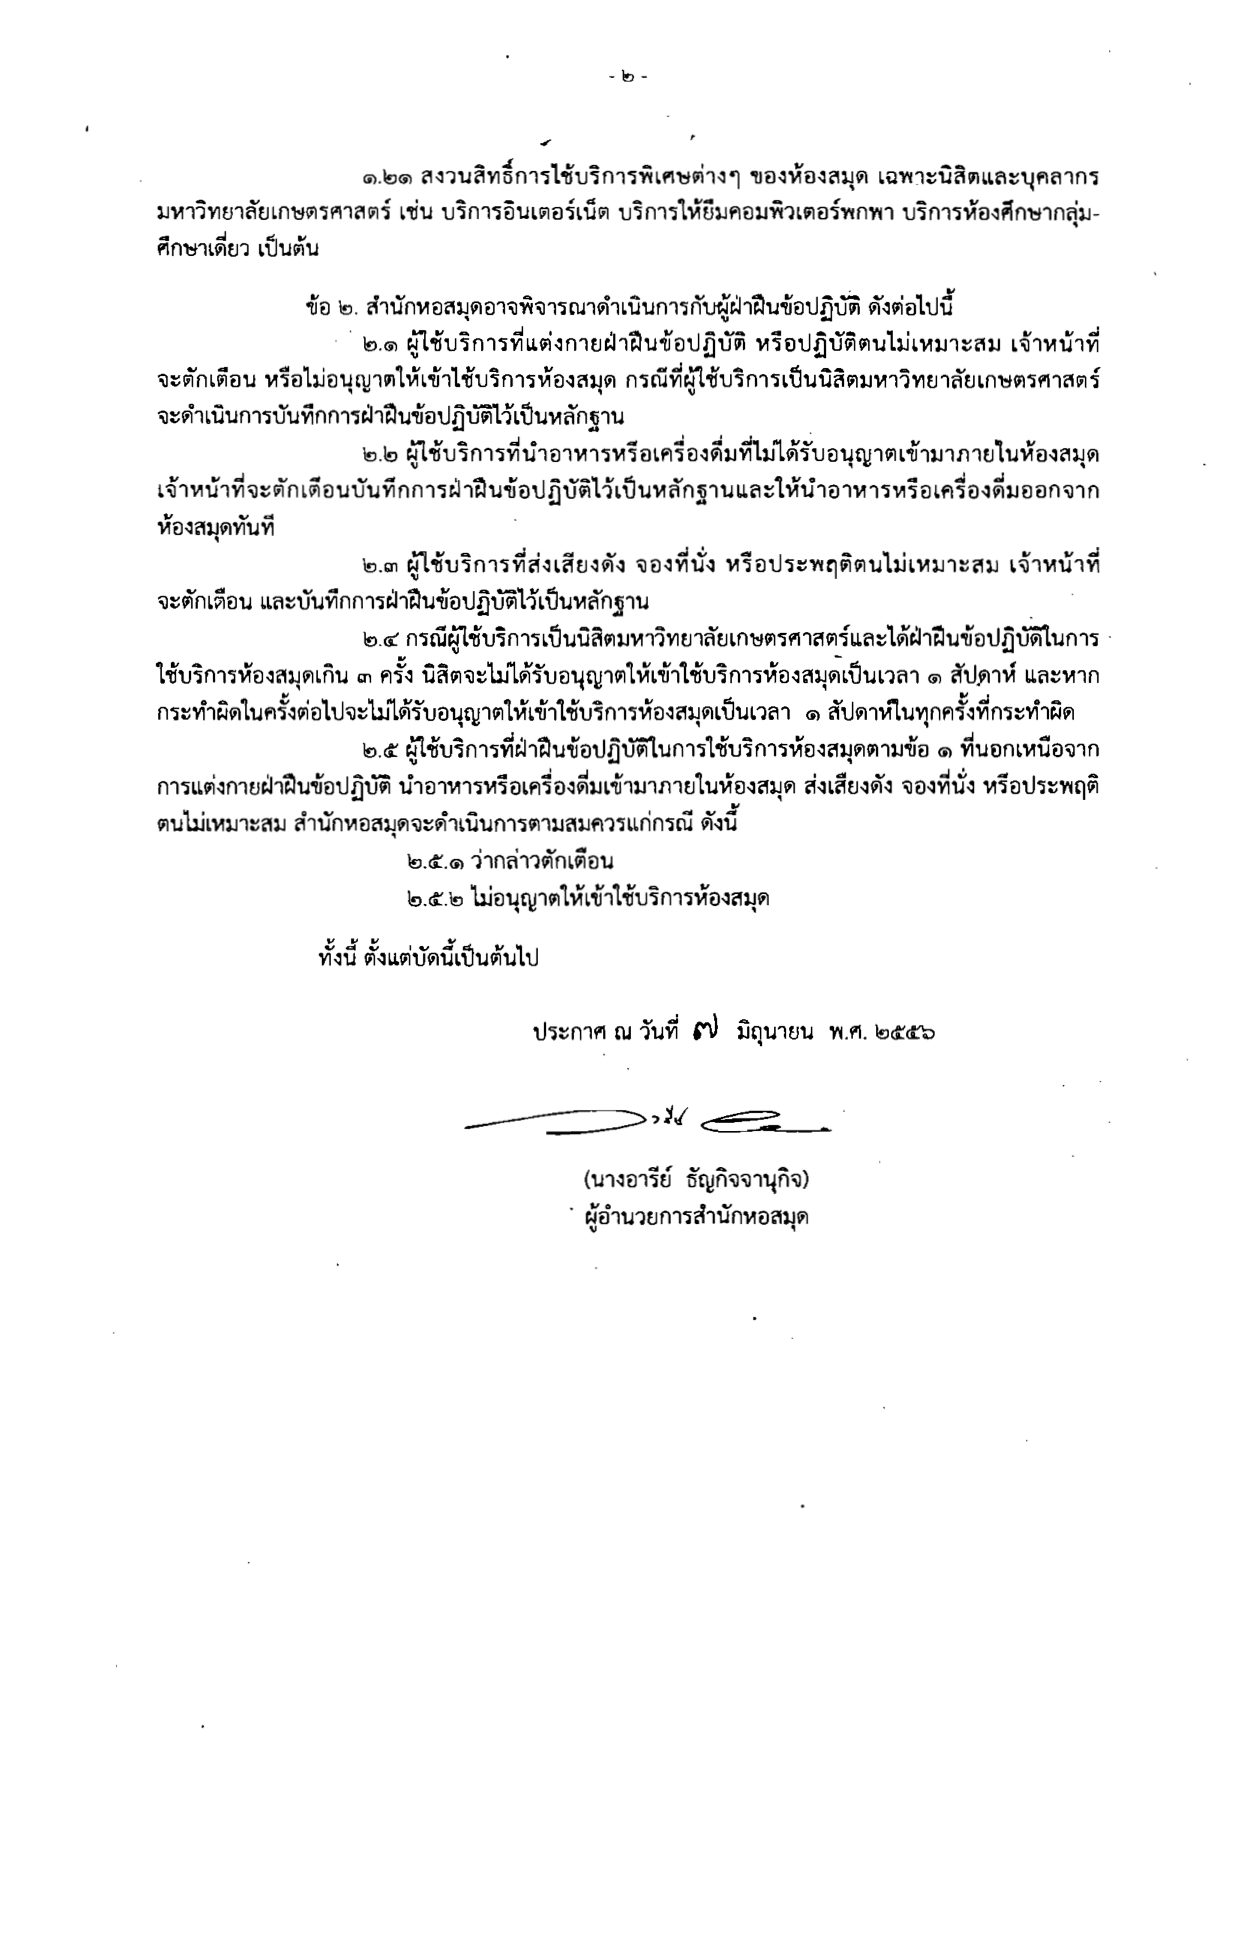 - ๒ -
๑.๒๑ สงวนสิทธิ์การใช้บริการพิเศษต่างๆ ของห้องสมุด เฉพาะนิสิตและบุคลากร
มหาวิทยาลัยเกษตรศาสตร์ เช่น บริการอินเตอร์เน็ต บริการให้ยืมคอมพิวเตอร์พกพา บริการห้องศึกษากลุ่ม-
ศึกษาเดี่ยว เป็นต้น
ข้อ ๒. สำนักหอสมุดอาจพิจารณาดำเนินการกับผู้ฝ่าฝืนข้อปฏิบัติ ดังต่อไปนี้
๒.๑ ผู้ใช้บริการที่แต่งกายฝ่าฝืนข้อปฏิบัติ หรือปฏิบัติตนไม่เหมาะสม เจ้าหน้าที่
จะตักเตือน หรือไม่อนุญาตให้เข้าใช้บริการห้องสมุด กรณีที่ผู้ใช้บริการเป็นนิสิตมหาวิทยาลัยเกษตรศาสตร์
จะดำเนินการบันทึกการฝ่าฝืนข้อปฏิบัติไว้เป็นหลักฐาน
๒.๒ ผู้ใช้บริการที่นำอาหารหรือเครื่องดื่มที่ไม่ได้รับอนุญาตเข้ามาภายในห้องสมุด
เจ้าหน้าที่จะตักเตือนบันทึกการฝ่าฝืนข้อปฏิบัติไว้เป็นหลักฐานและให้นำอาหารหรือเครื่องดื่มออกจาก
ห้องสมุดทันที
๒.๓ ผู้ใช้บริการที่ส่งเสียงดัง จองที่นั่ง หรือประพฤติตนไม่เหมาะสม เจ้าหน้าที่
จะตักเตือน และบันทึกการฝ่าฝืนข้อปฏิบัติไว้เป็นหลักฐาน
๒.๔ กรณีผู้ใช้บริการเป็นนิสิตมหาวิทยาลัยเกษตรศาสตร์และได้ฝ่าฝืนข้อปฏิบัติในการ
ใช้บริการห้องสมุดเกิน ๓ ครั้ง นิสิตจะไม่ได้รับอนุญาตให้เข้าใช้บริการห้องสมุดเป็นเวลา ๑ สัปดาห์ และหาก
กระทำผิดในครั้งต่อไปจะไม่ได้รับอนุญาตให้เข้าใช้บริการห้องสมุดเป็นเวลา ๑ สัปดาห์ในทุกครั้งที่กระทำผิด
๒.๕ ผู้ใช้บริการที่ฝ่าฝืนข้อปฏิบัติในการใช้บริการห้องสมุดตามข้อ ๑ ที่นอกเหนือจาก
การแต่งกายฝ่าฝืนข้อปฏิบัติ นำอาหารหรือเครื่องดื่มเข้ามาภายในห้องสมุด ส่งเสียงดัง จองที่นั่ง หรือประพฤติ
ตนไม่เหมาะสม สำนักหอสมุดจะดำเนินการตามสมควรแก่กรณี ดังนี้
๒.๕.๑ ว่ากล่าวตักเตือน
๒.๕.๒ ไม่อนุญาตให้เข้าใช้บริการห้องสมุด
ทั้งนี้ ตั้งแต่บัดนี้เป็นต้นไป
ประกาศ ณ วันที่ ๗ มิถุนายน พ.ศ. ๒๕๕๖
(นางอารีย์ ธัญกิจจานุกิจ)
ผู้อำนวยการสำนักหอสมุด